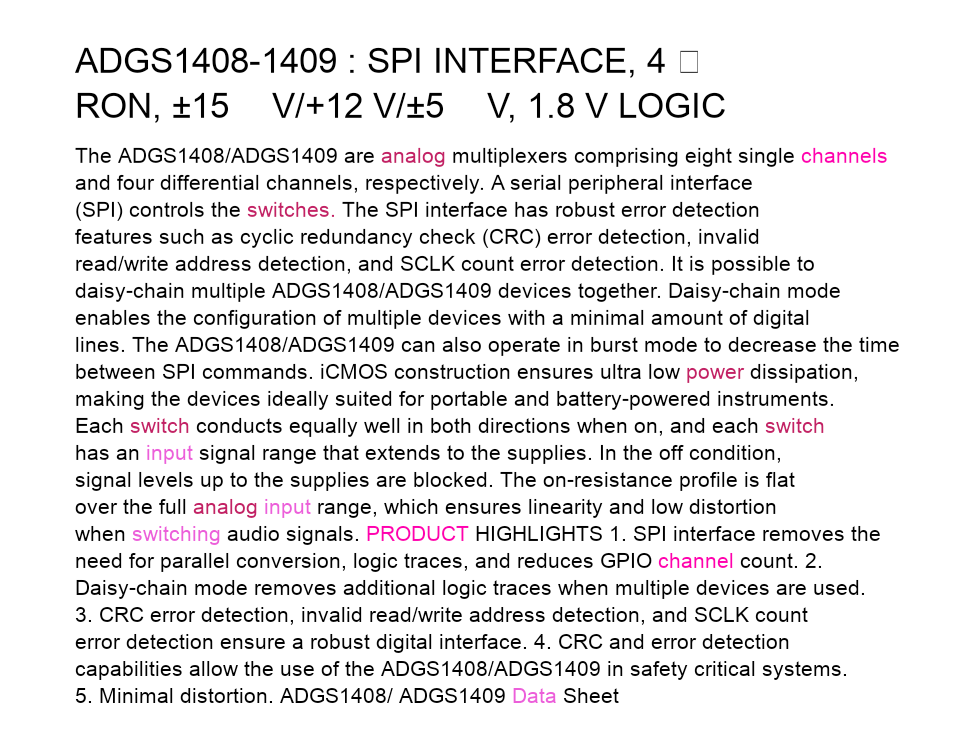 ADGS1408-1409 : SPI INTERFACE, 4 □
RON, ±15 V/+12 V/±5 V, 1.8 V LOGIC
The ADGS1408/ADGS1409 are analog multiplexers comprising eight single channels
and four differential channels, respectively. A serial peripheral interface
(SPI) controls the switches. The SPI interface has robust error detection
features such as cyclic redundancy check (CRC) error detection, invalid
read/write address detection, and SCLK count error detection. It is possible to
daisy-chain multiple ADGS1408/ADGS1409 devices together. Daisy-chain mode
enables the configuration of multiple devices with a minimal amount of digital
lines. The ADGS1408/ADGS1409 can also operate in burst mode to decrease the time
between SPI commands. iCMOS construction ensures ultra low power dissipation,
making the devices ideally suited for portable and battery-powered instruments.
Each switch conducts equally well in both directions when on, and each switch
has an input signal range that extends to the supplies. In the off condition,
signal levels up to the supplies are blocked. The on-resistance profile is flat
over the full analog input range, which ensures linearity and low distortion
when switching audio signals. PRODUCT HIGHLIGHTS 1. SPI interface removes the
need for parallel conversion, logic traces, and reduces GPIO channel count. 2.
Daisy-chain mode removes additional logic traces when multiple devices are used.
3. CRC error detection, invalid read/write address detection, and SCLK count
error detection ensure a robust digital interface. 4. CRC and error detection
capabilities allow the use of the ADGS1408/ADGS1409 in safety critical systems.
5. Minimal distortion. ADGS1408/ ADGS1409 Data Sheet